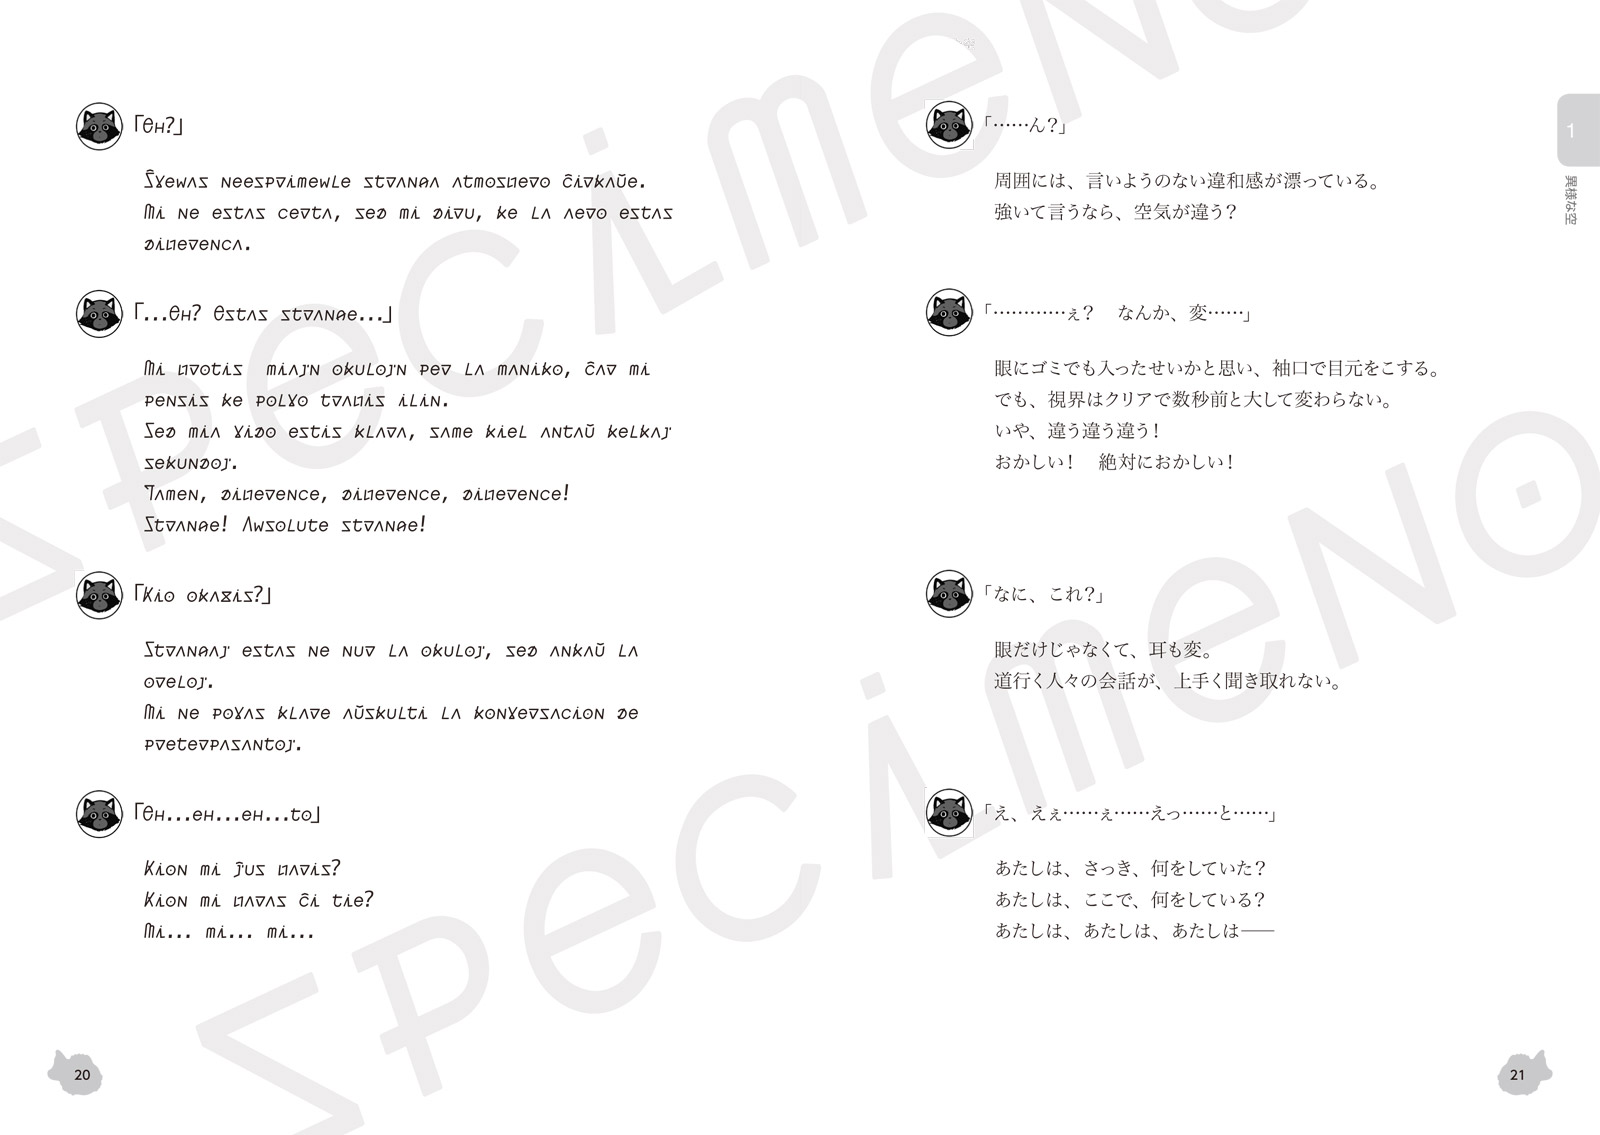 「Eh?」
Ŝvebas neesprimeble stranga atmosfero ĉirkaŭe.
Mi ne estas certa, sed mi diru, ke la aero estas
diferenca.
「...Eh? Estas strange...」
Mi frotis miajn okulojn per la maniko, ĉar mi
pensis ke polvo trafis ilin.
Sed mia vido estis klara, same kiel antaŭ kelkaj
sekundoj.
Tamen, diference, diference, diference!
Strange! Absolute strange!
「Kio okazis?」
Strangaj estas ne nur la okuloj, sed ankaŭ la
oreloj.
Mi ne povas klare aŭskulti la konversacion de
preterpasantoj.
「Eh...eh...eh...to」
Kion mi ĵus faris?
Kion mi faras ĉi tie?
Mi... mi... mi...
20
「……ん？」
周囲には、言いようのない違和感が漂っている。
強いて言うなら、空気が違う？
「…………ぇ？　なんか、変……」
眼にゴミでも入ったせいかと思い、袖口で目元をこする。
でも、視界はクリアで数秒前と大して変わらない。
いや、違う違う違う！
おかしい！　絶対におかしい！
「なに、これ？」
眼だけじゃなくて、耳も変。
道行く人々の会話が、上手く聞き取れない。
「え、えぇ……ぇ……えっ……と……」
あたしは、さっき、何をしていた？
あたしは、ここで、何をしている？
あたしは、あたしは、あたしは――
1
異様な空
21
SPECIMENO
SPECIMENO